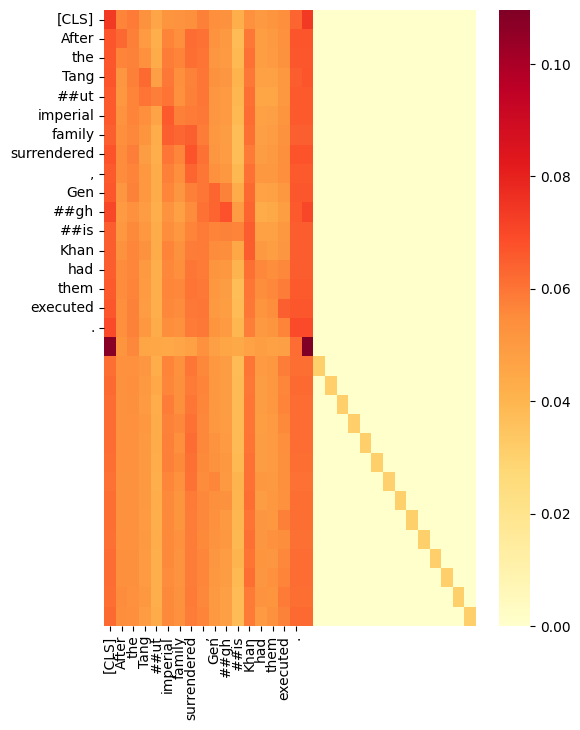 [CLS]
After
the
Tang
##ut
imperial
family
surrendered
,
Gen
##gh
##is
Khan
had
them
executed
.
[CLS]
After
the
Tang
##ut
imperial
family
surrendered
,
Gen
##gh
##is
Khan
had
them
executed
.
0.10
0.08
0.06
0.04
0.02
0.00